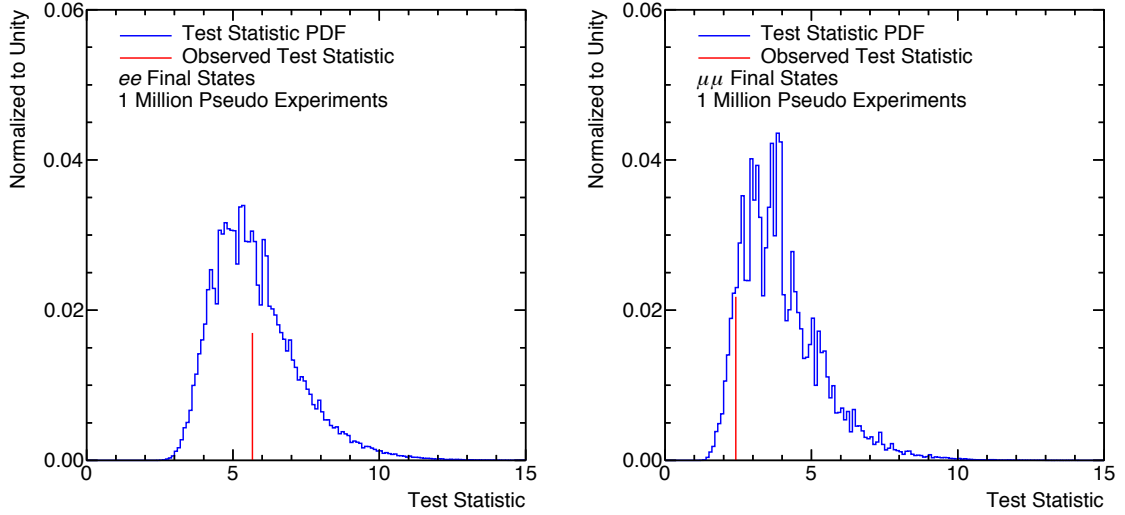 Normalized to Unity
0.06
0.04
0.02
0.00
Test Statistic PDF
Observed Test Statistic
ee Final States
1 Million Pseudo Experiments
0 5 10 15
Test Statistic
Normalized to Unity
0.06
0.04
0.02
0.00
Test Statistic PDF
Observed Test Statistic
μμ Final States
1 Million Pseudo Experiments
0 5 10 15
Test Statistic